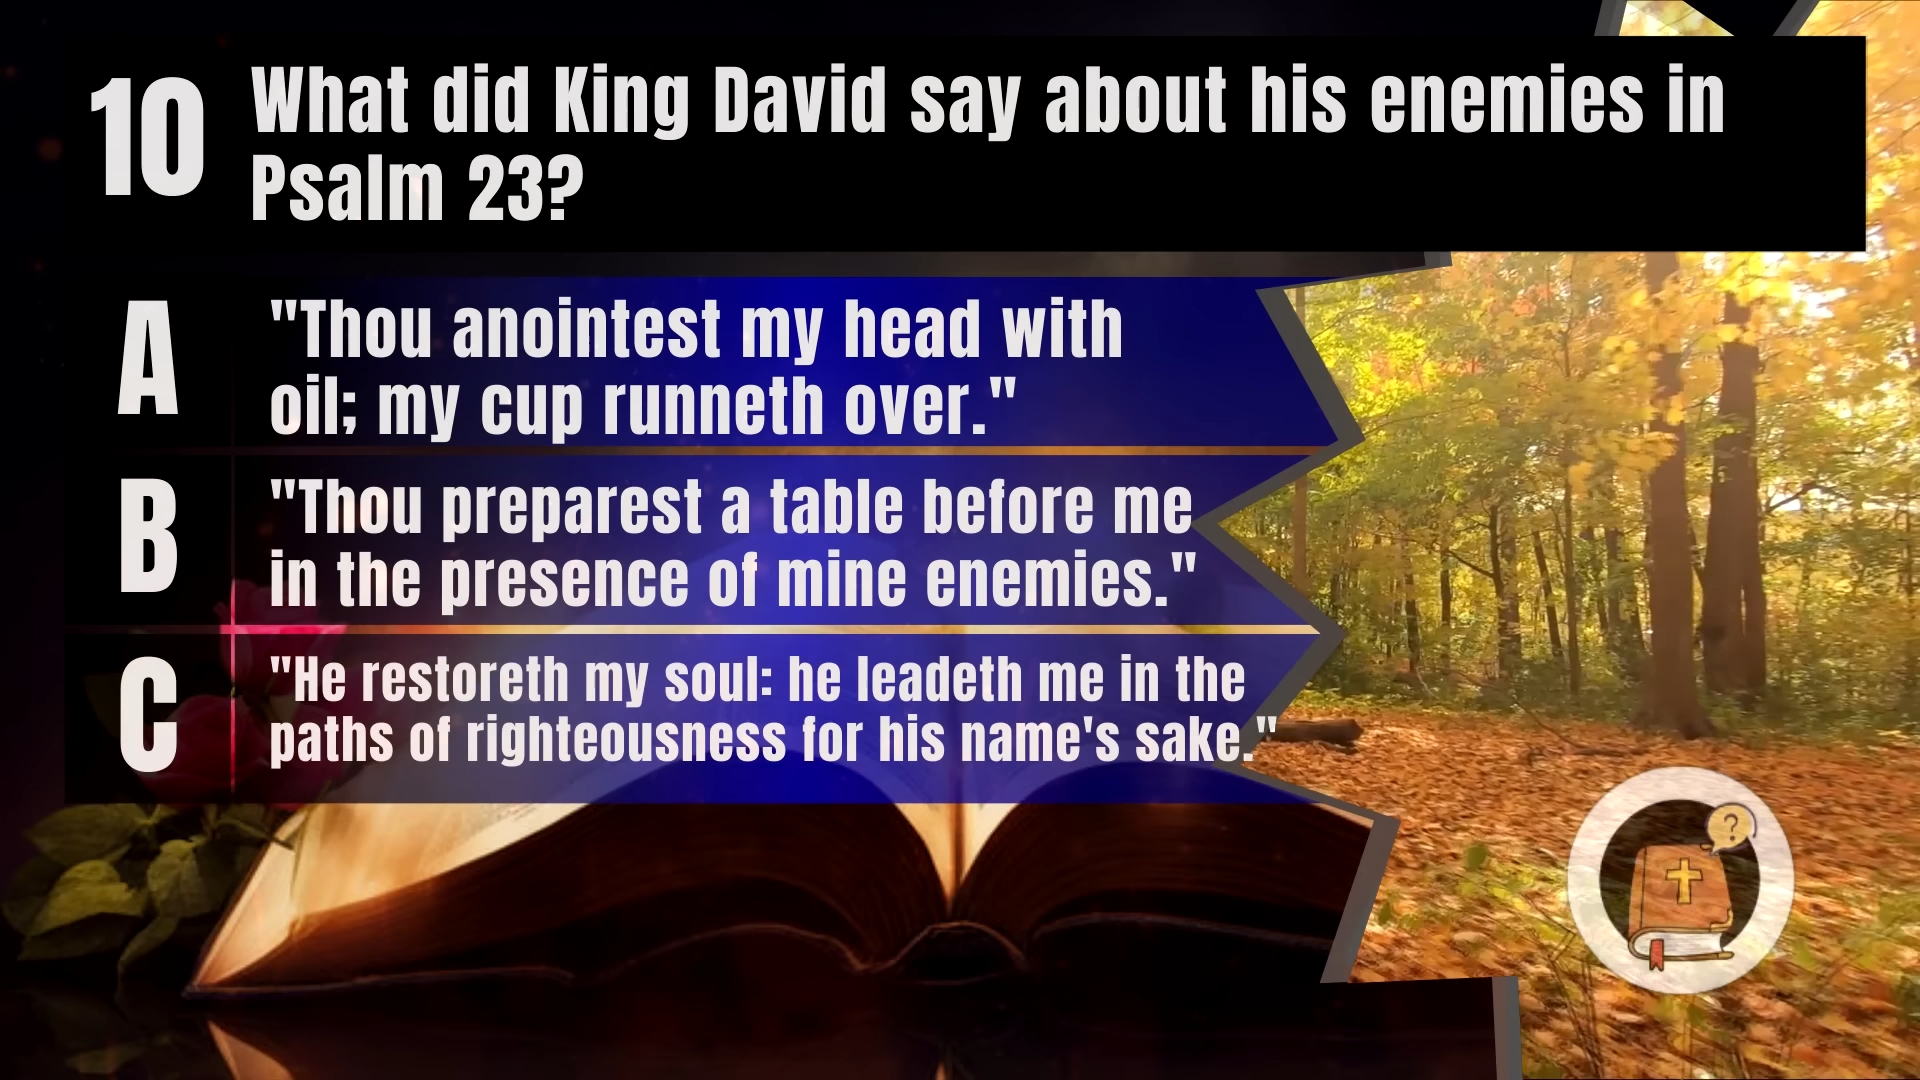 10
What did King David say about his enemies in
Psalm 23?
A
"Thou anointest my head with
oil; my cup runneth over."
B
"Thou preparest a table before me
in the presence of mine enemies."
C
"He restoreth my soul: he leadeth me in the
paths of righteousness for his name's sake."
?